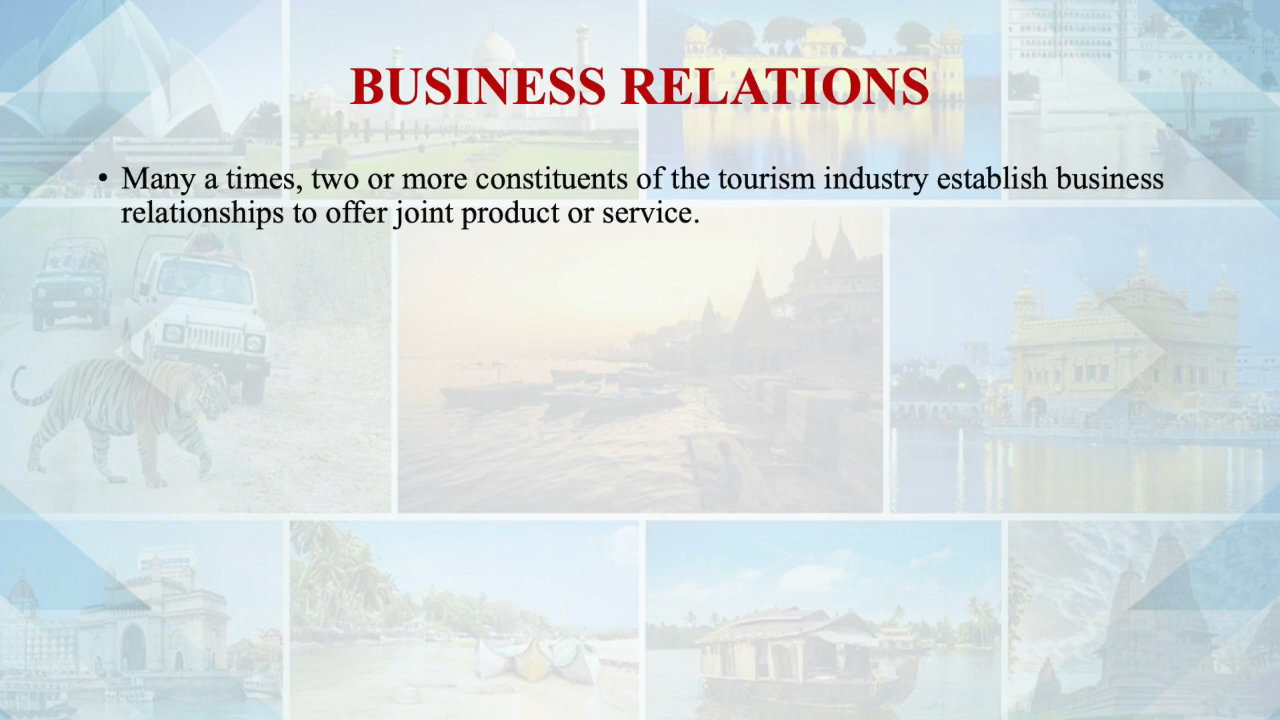 BUSINESS RELATIONS
• Many a times, two or more constituents of the tourism industry establish business
relationships to offer joint product or service.